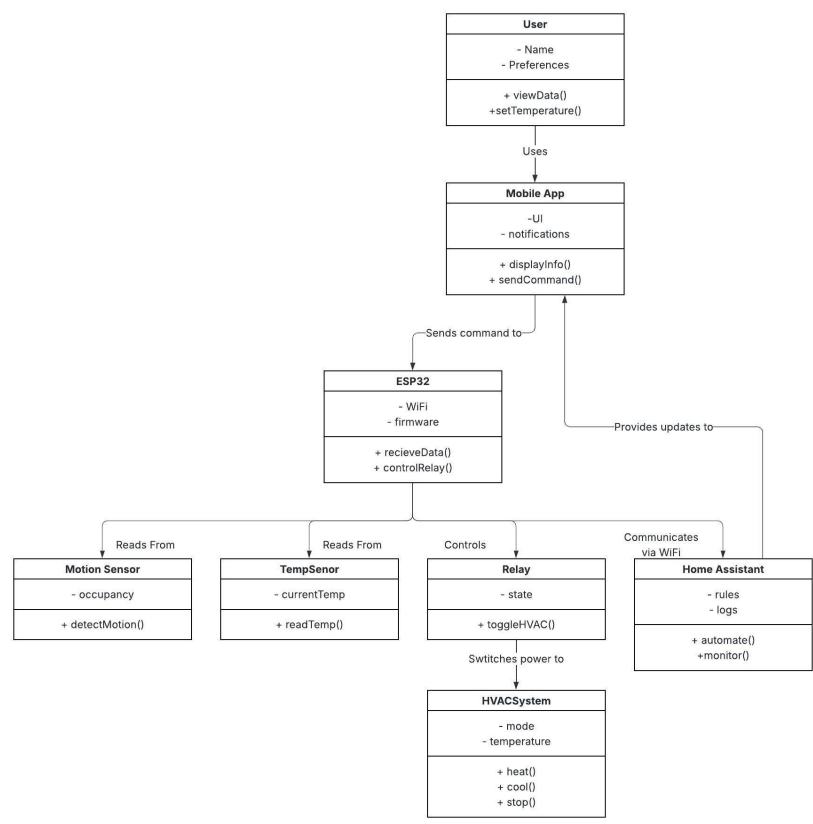 User
- Name
- Preferences
+ viewData()
+setTemperature()
Uses
Mobile App
-UI
- notifications
+ displayInfo()
+ sendCommand()
Sends command to
ESP32
- WiFi
- firmware
+ recieveData()
+ controlRelay()
Provides updates to
Reads From
Reads From
Controls
Communicates
via WiFi
Motion Sensor
- occupancy
+ detectMotion()
TempSenor
- currentTemp
+ readTemp()
Relay
- state
+ toggleHVAC()
Home Assistant
- rules
- logs
+ automate()
+monitor()
Swtitches power to
HVACSystem
- mode
- temperature
+ heat()
+ cool()
+ stop()